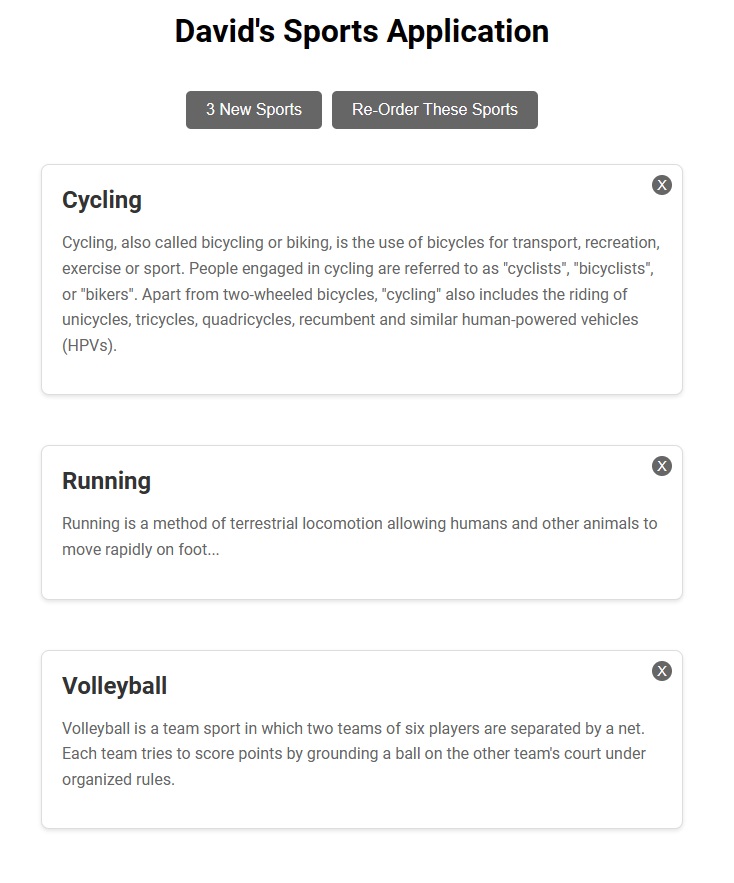 David's Sports Application
3 New Sports
Re-Order These Sports
X
Cycling
Cycling, also called bicycling or biking, is the use of bicycles for transport, recreation,
exercise or sport. People engaged in cycling are referred to as "cyclists", "bicyclists",
or "bikers". Apart from two-wheeled bicycles, "cycling" also includes the riding of
unicycles, tricycles, quadricycles, recumbent and similar human-powered vehicles
(HPVs).
X
Running
Running is a method of terrestrial locomotion allowing humans and other animals to
move rapidly on foot...
X
Volleyball
Volleyball is a team sport in which two teams of six players are separated by a net.
Each team tries to score points by grounding a ball on the other team's court under
organized rules.